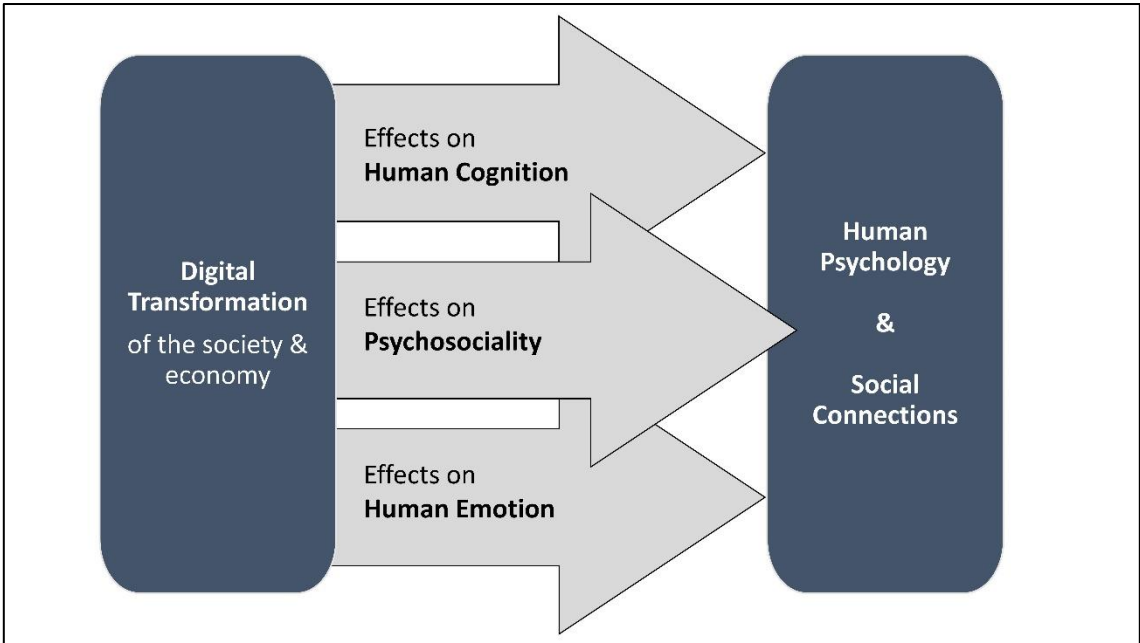 Digital
Transformation
of the society &
economy
Effects on
Human Cognition
Effects on
Psychosociality
Effects on
Human Emotion
Human
Psychology
&
Social
Connections